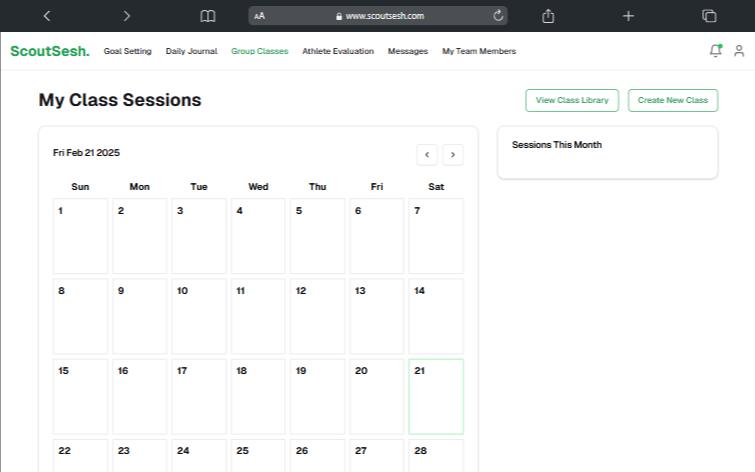 AA www.scoutsesh.com
ScoutSesh. Goal Setting Daily Journal Group Classes Athlete Evaluation Messages My Team Members
My Class Sessions View Class Library Create New Class
Fri Feb 21 2025
Sessions This Month
Sun Mon Tue Wed Thu Fri Sat
1 2 3 4 5 6 7
8 9 10 11 12 13 14
15 16 17 18 19 20 21
22 23 24 25 26 27 28